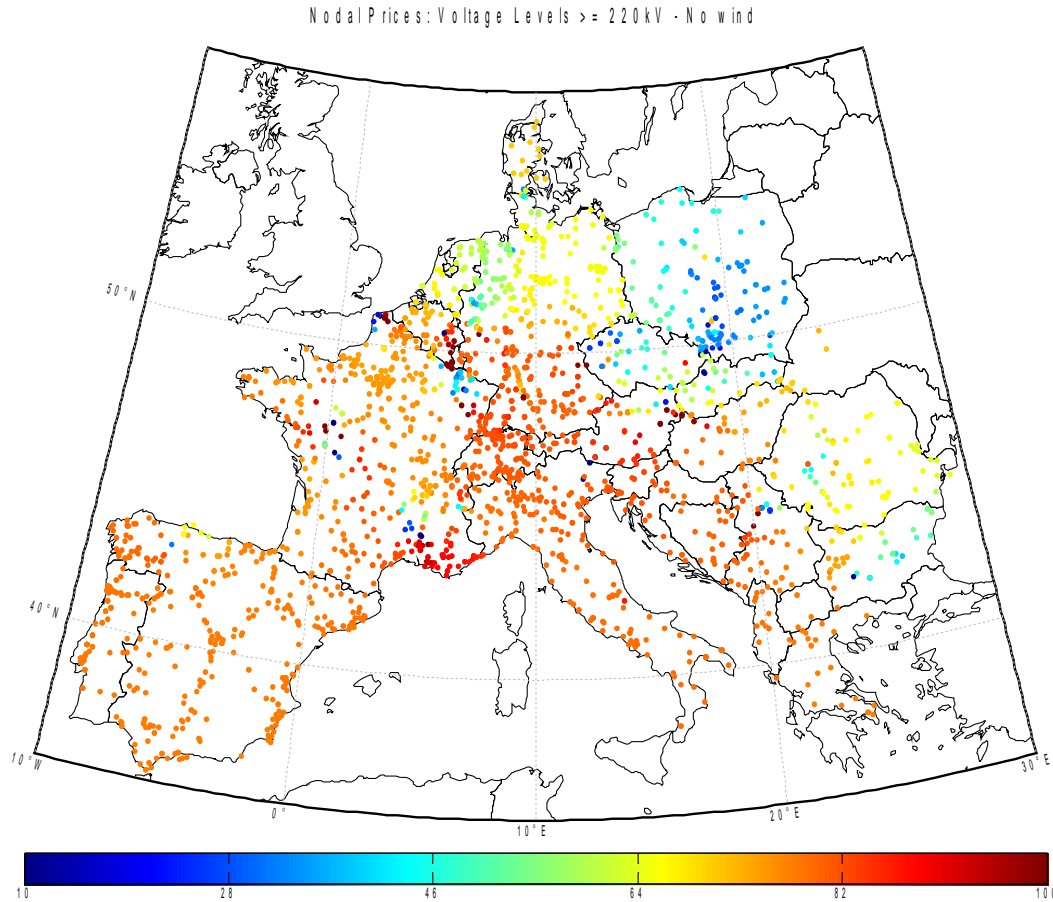 Nodal Prices: Voltage Levels >= 220kV - No wind
50°N
40°N
10°W
0°
10°E
20°E
30°E
10 28 46 64 82 100